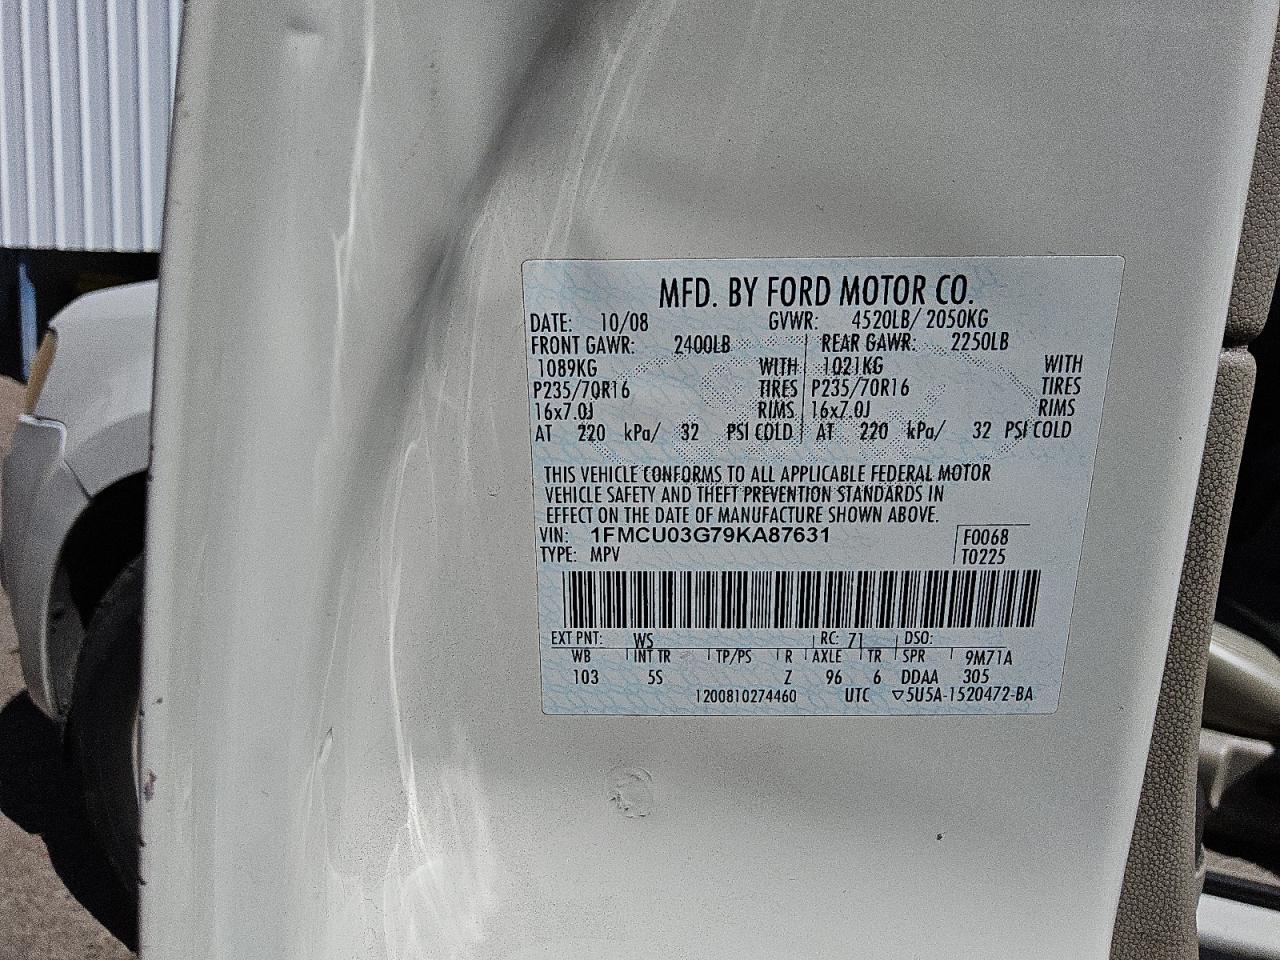 MFD. BY FORD MOTOR CO.
DATE: 10/08 GVWR: 4520LB/ 2050KG
FRONT GAWR: 2400LB REAR GAWR: 2250LB
1089KG WITH 1021KG WITH
P235/70R16 TIRES P235/70R16 TIRES
16x7.0J RIMS 16x7.0J RIMS
AT 220 kPa/ 32 PSI COLD AT 220 kPa/ 32 PSI COLD
THIS VEHICLE CONFORMS TO ALL APPLICABLE FEDERAL MOTOR
VEHICLE SAFETY AND THEFT PREVENTION STANDARDS IN
EFFECT ON THE DATE OF MANUFACTURE SHOWN ABOVE.
VIN: 1FMCU03G79KA87631 F0068
TYPE: MPV T0225
EXT PNT: WS RC: 71 DSO:
WB INT TR TP/PS R AXLE TR SPR 9M71A
103 5S Z 96 6 DDAA 305
1200810274460 UTC ▽5U5A-1520472-BA